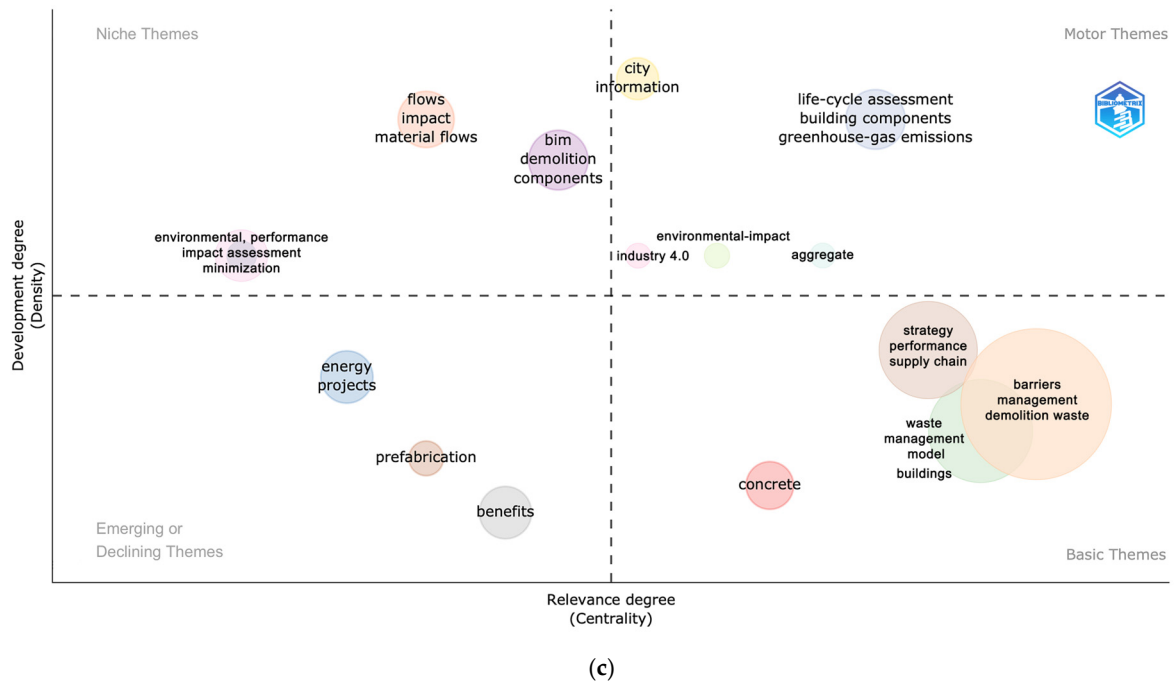 Niche Themes
Motor Themes
city
information
flows
impact
material flows
life-cycle assessment
building components
greenhouse-gas emissions
BIBLIOMETRIX
bim
demolition
components
environmental, performance
impact assessment
minimization
environmental-impact
industry 4.0
aggregate
Development degree
(Density)
strategy
performance
supply chain
energy
projects
barriers
management
demolition waste
waste
management
model
buildings
prefabrication
concrete
benefits
Emerging or
Declining Themes
Basic Themes
Relevance degree
(Centrality)
(c)